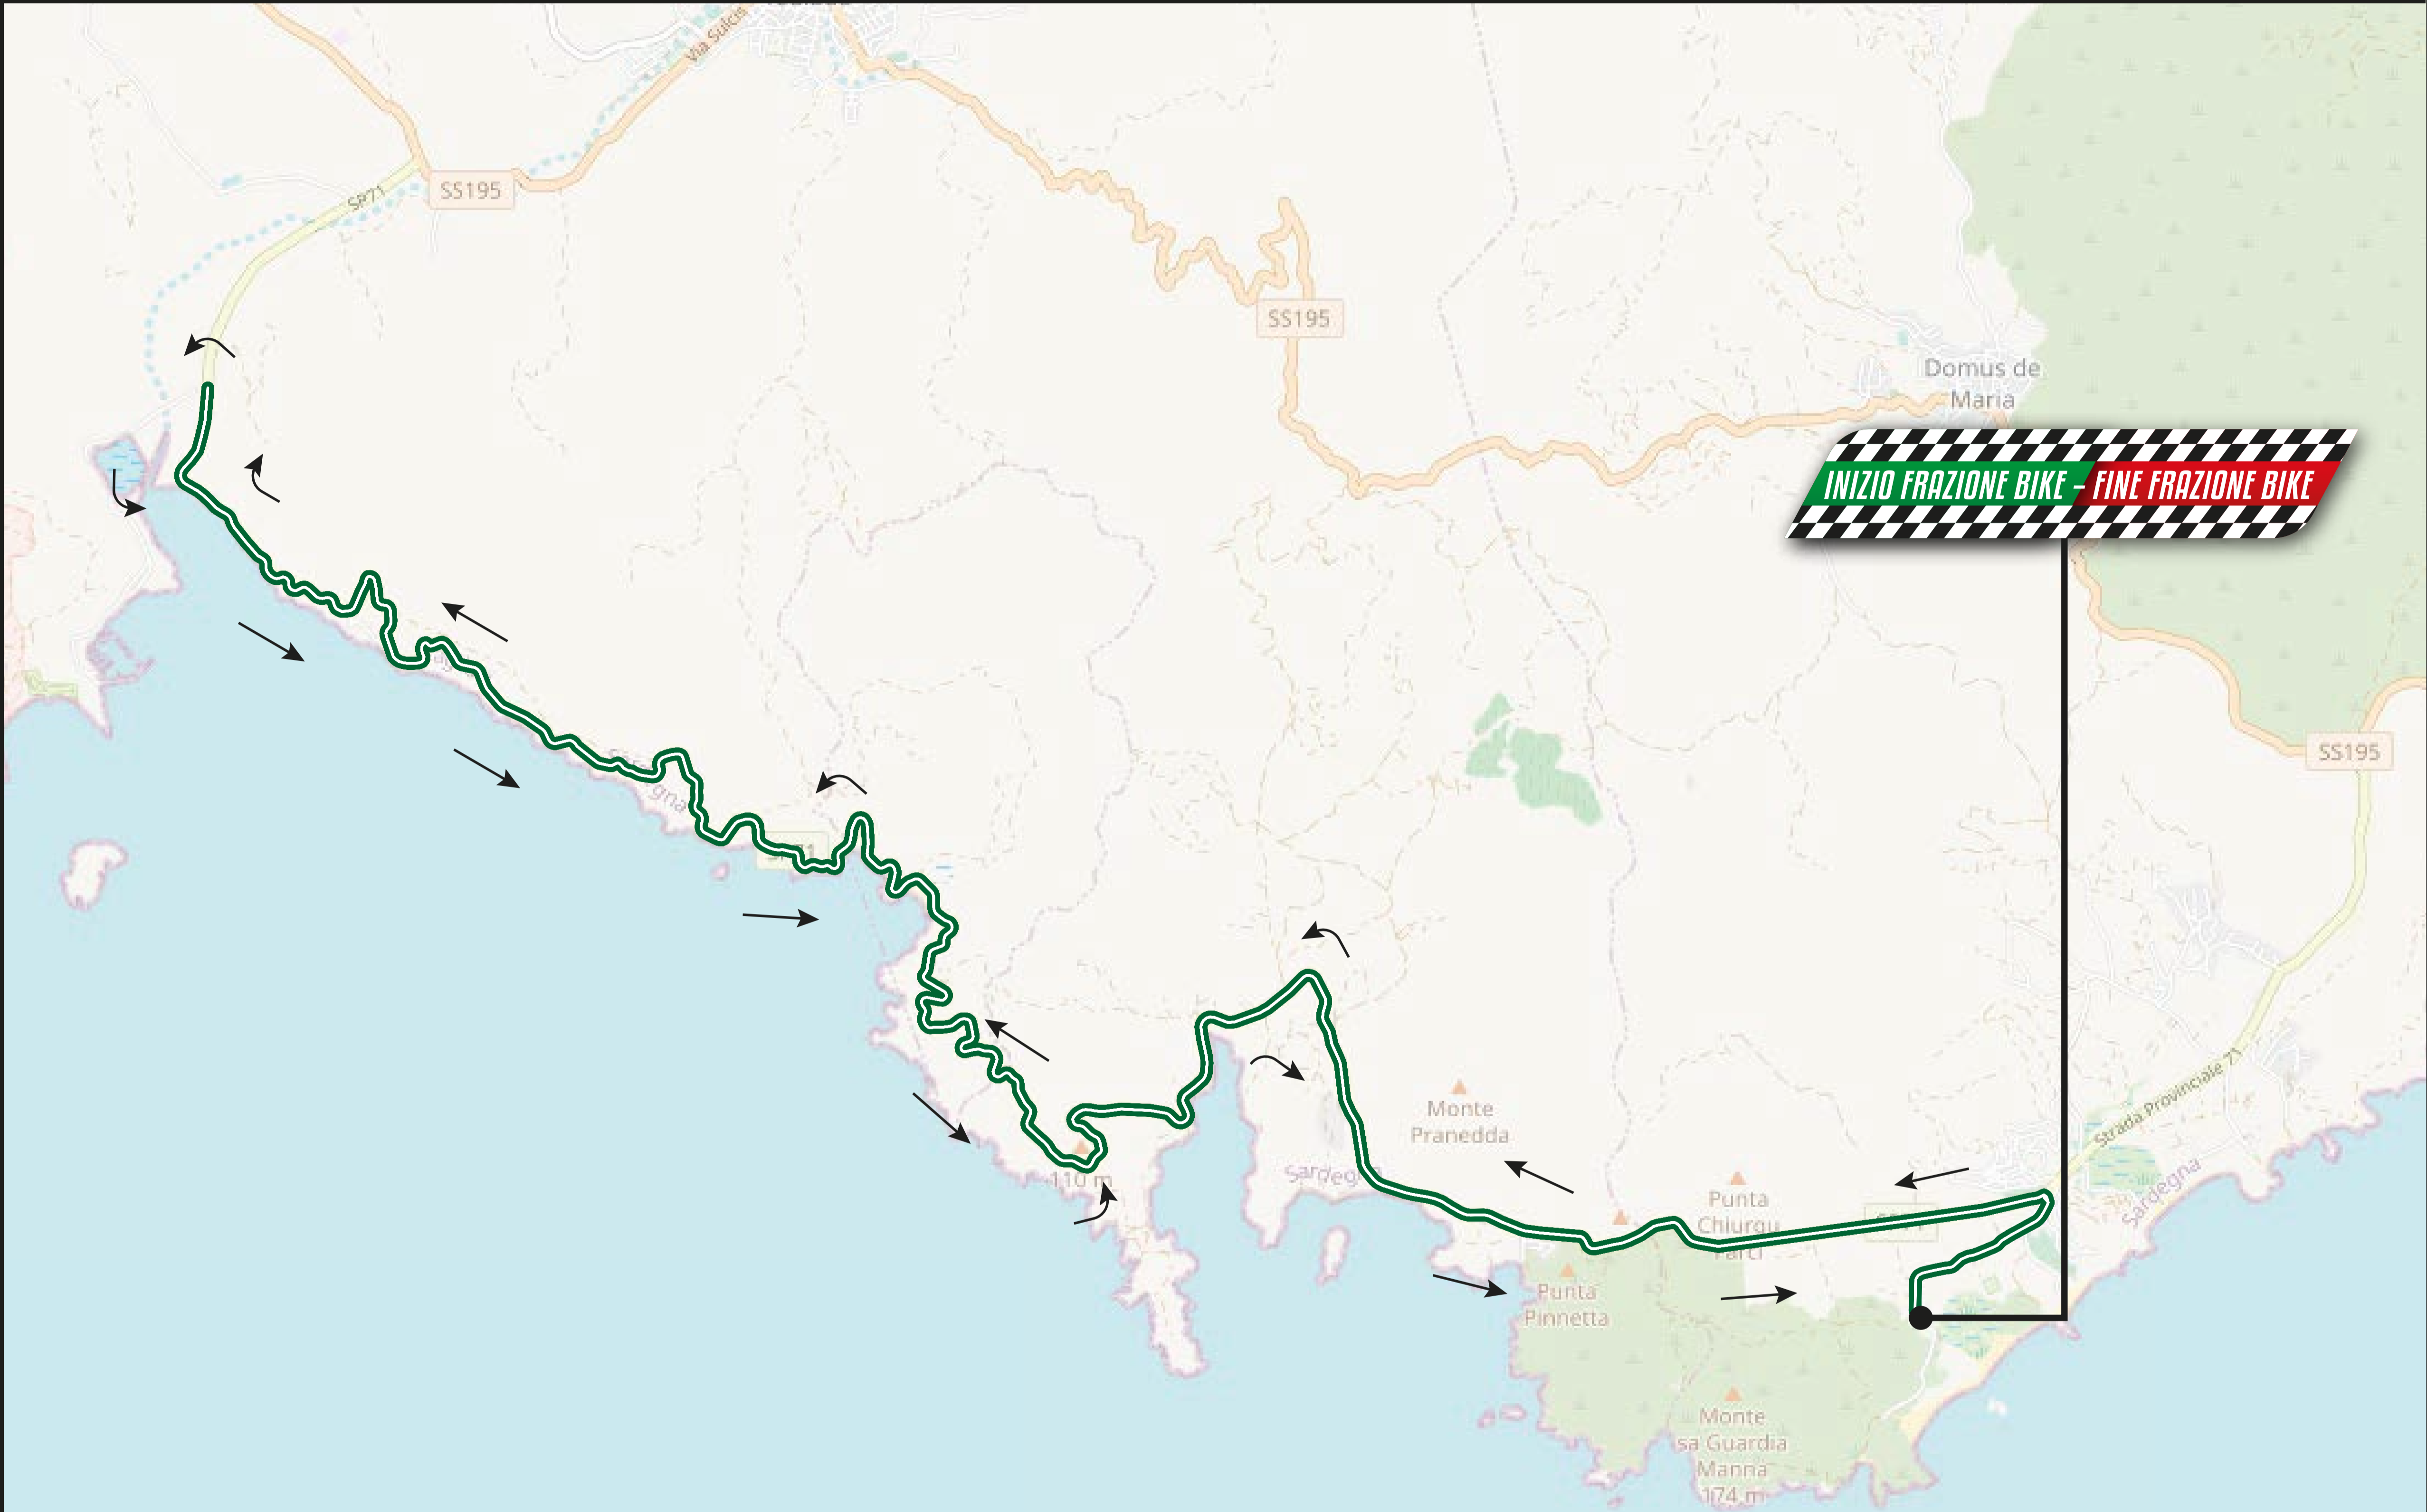 Via Sulcis
SP71
SS195
SS195
Domus de
Maria
INIZIO FRAZIONE BIKE – FINE FRAZIONE BIKE
SS195
Strada Provinciale 71
Sardegna
Monte
Pranedda
Sardegna
110 m
Punta
Chiurgu
Punta
Pinnetta
Monte
sa Guardia
Manna
174 m